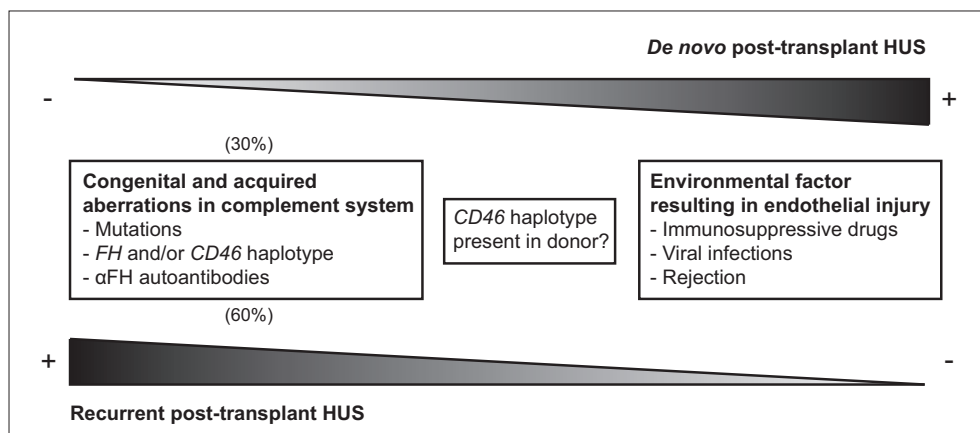 De novo post-transplant HUS
-
+
(30%)
Congenital and acquired
aberrations in complement system
- Mutations
- FH and/or CD46 haplotype
- αFH autoantibodies
CD46 haplotype
present in donor?
Environmental factor
resulting in endothelial injury
- Immunosuppressive drugs
- Viral infections
- Rejection
(60%)
+
-
Recurrent post-transplant HUS